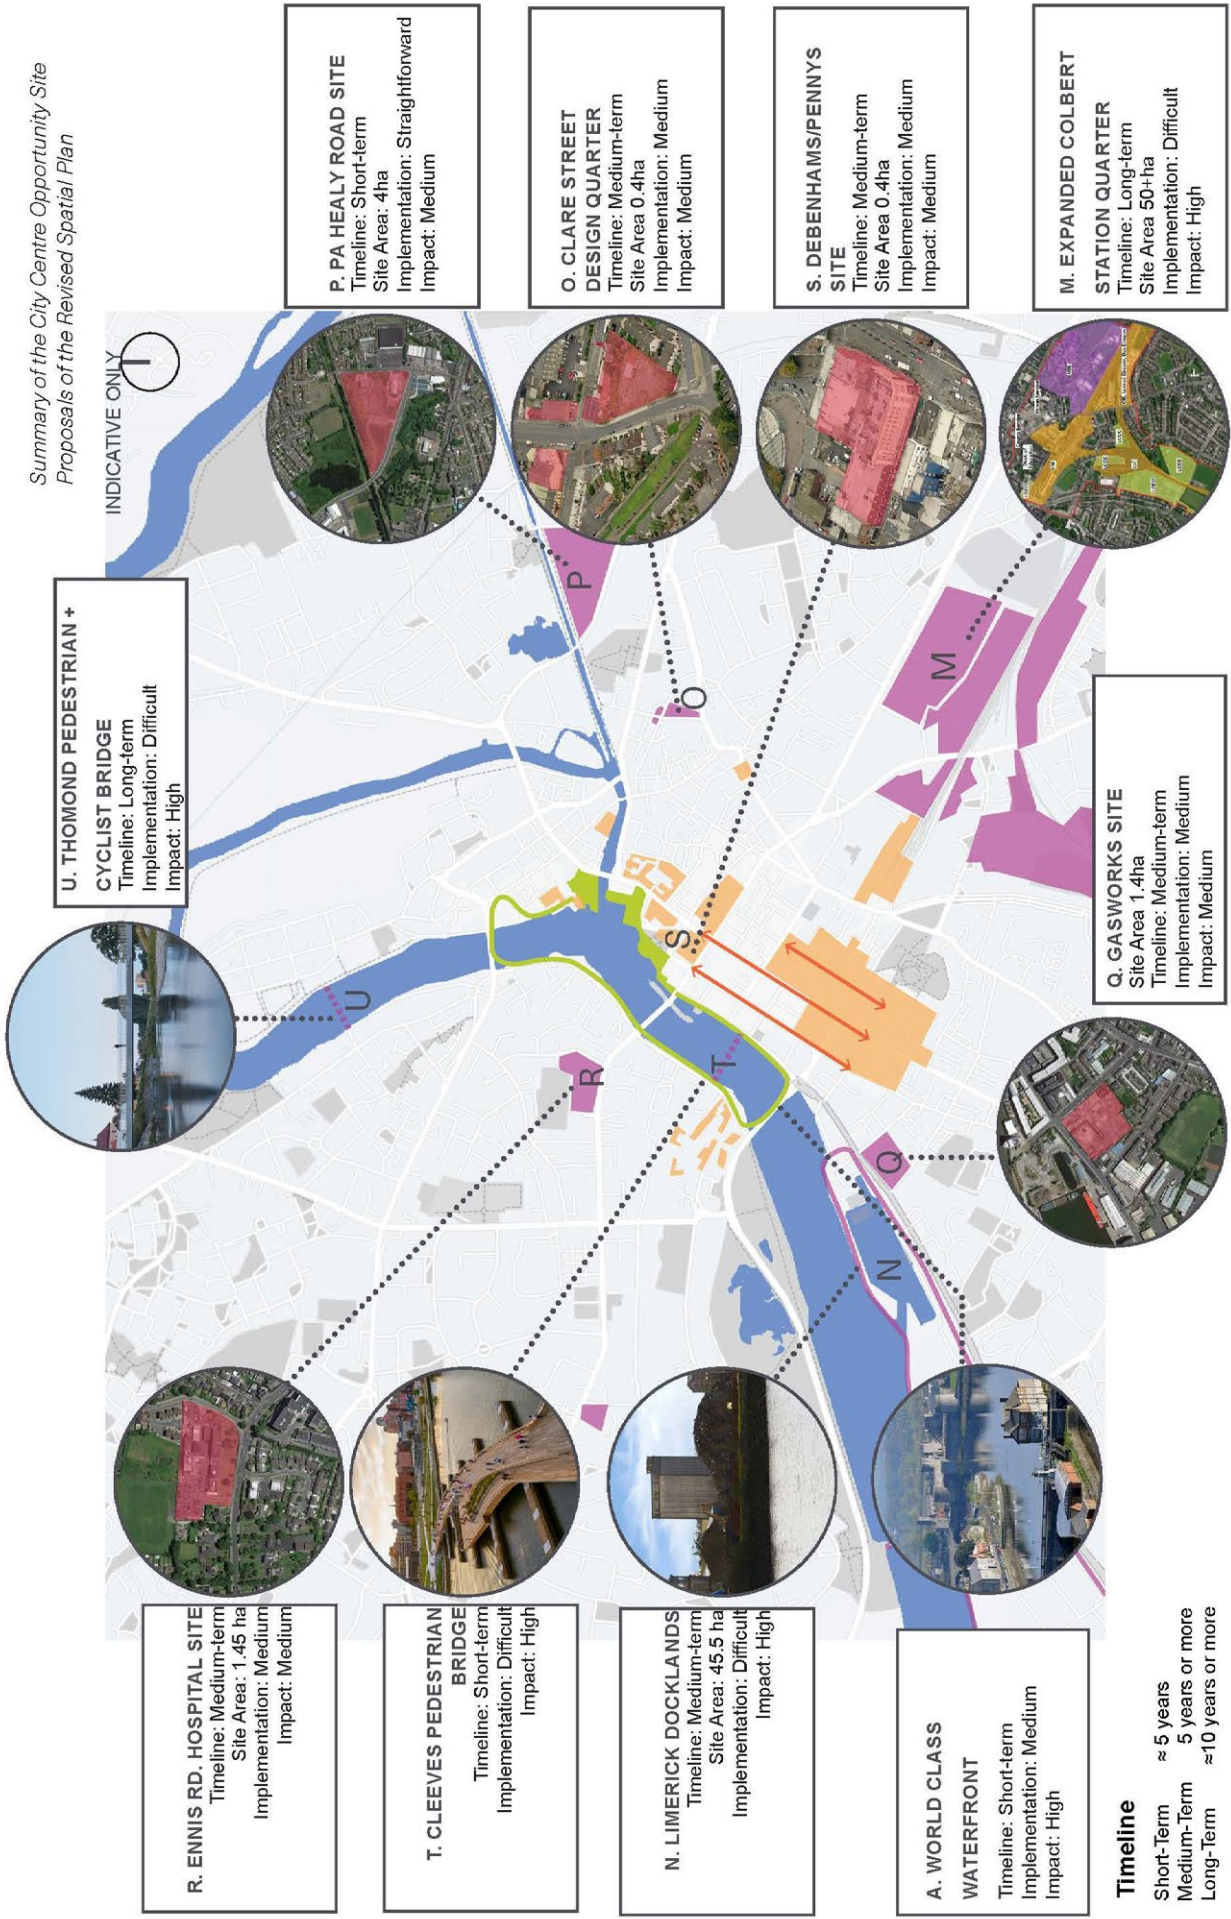 Summary of the City Centre Opportunity Site
Proposals of the Revised Spatial Plan
INDICATIVE ONLY
U. THOMOND PEDESTRIAN +
CYCLIST BRIDGE
Timeline: Long-term
Implementation: Difficult
Impact: High
R. ENNIS RD. HOSPITAL SITE
Timeline: Medium-term
Site Area: 1.45 ha
Implementation: Medium
Impact: Medium
T. CLEEVES PEDESTRIAN
BRIDGE
Timeline: Short-term
Implementation: Difficult
Impact: High
N. LIMERICK DOCKLANDS
Timeline: Medium-term
Site Area: 45.5 ha
Implementation: Difficult
Impact: High
A. WORLD CLASS
WATERFRONT
Timeline: Short-term
Implementation: Medium
Impact: High
P. PA HEALY ROAD SITE
Timeline: Short-term
Site Area: 4ha
Implementation: Straightforward
Impact: Medium
O. CLARE STREET
DESIGN QUARTER
Timeline: Medium-term
Site Area 0.4ha
Implementation: Medium
Impact: Medium
S. DEBENHAMS/PENNYS
SITE
Timeline: Medium-term
Site Area 0.4ha
Implementation: Medium
Impact: Medium
M. EXPANDED COLBERT
STATION QUARTER
Timeline: Long-term
Site Area 50+ha
Implementation: Difficult
Impact: High
Q. GASWORKS SITE
Site Area 1.4ha
Timeline: Medium-term
Implementation: Medium
Impact: Medium
U
R
T
N
Q
S
O
P
M
Timeline
Short-Term ≈ 5 years
Medium-Term 5 years or more
Long-Term ≈10 years or more